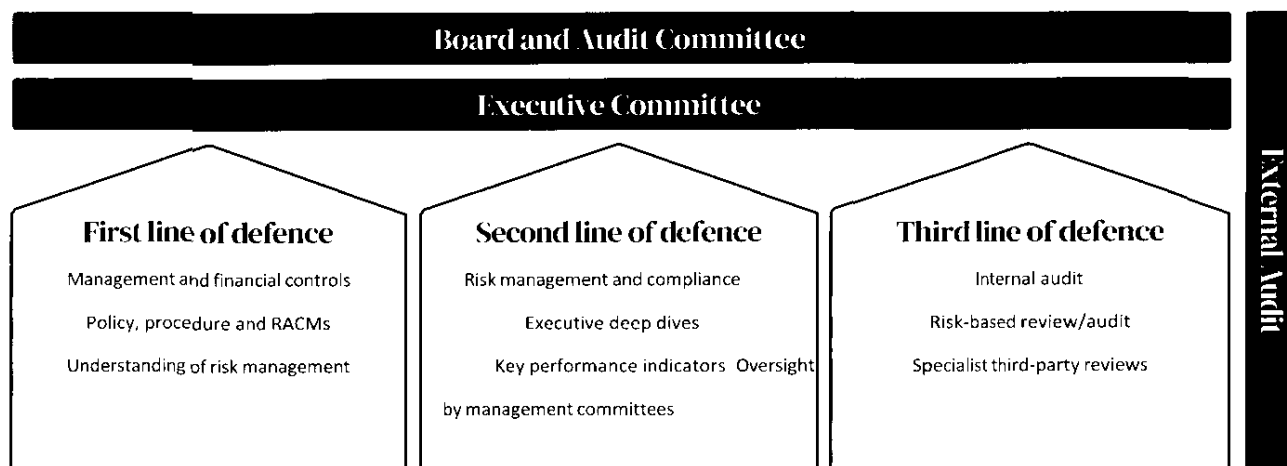 Board and Audit Committee
Executive Committee
First line of defence
Management and financial controls
Policy, procedure and RACMs
Understanding of risk management
Second line of defence
Risk management and compliance
Executive deep dives
Key performance indicators Oversight
by management committees
Third line of defence
Internal audit
Risk-based review/audit
Specialist third-party reviews
External Audit